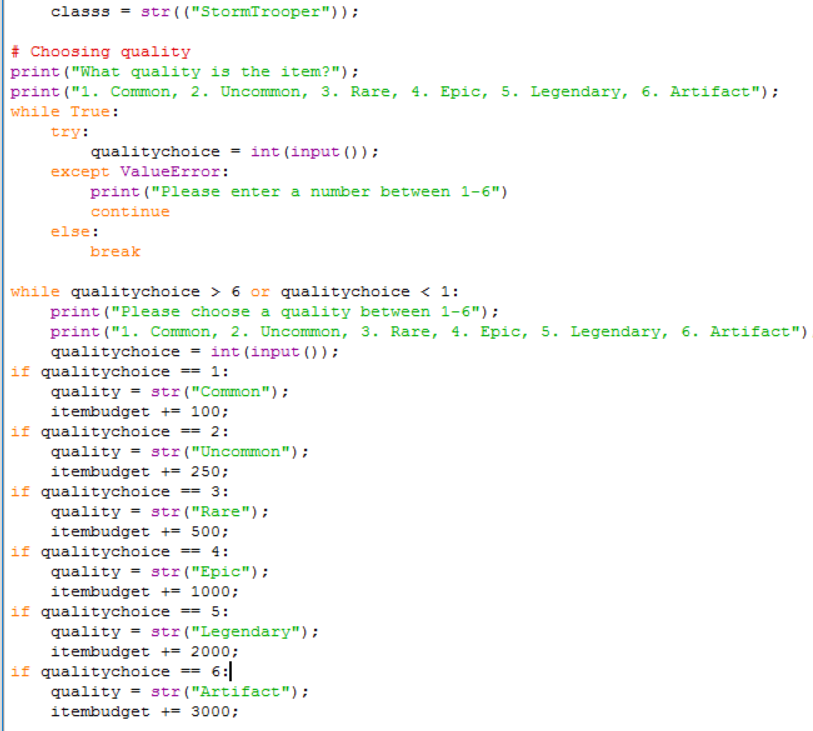 classs = str(("StormTrooper"));

# Choosing quality
print("What quality is the item?");
print("1. Common, 2. Uncommon, 3. Rare, 4. Epic, 5. Legendary, 6. Artifact");
while True:
    try:
        qualitychoice = int(input());
    except ValueError:
        print("Please enter a number between 1-6")
        continue
    else:
        break

while qualitychoice > 6 or qualitychoice < 1:
    print("Please choose a quality between 1-6");
    print("1. Common, 2. Uncommon, 3. Rare, 4. Epic, 5. Legendary, 6. Artifact")
    qualitychoice = int(input());
if qualitychoice == 1:
    quality = str("Common");
    itembudget += 100;
if qualitychoice == 2:
    quality = str("Uncommon");
    itembudget += 250;
if qualitychoice == 3:
    quality = str("Rare");
    itembudget += 500;
if qualitychoice == 4:
    quality = str("Epic");
    itembudget += 1000;
if qualitychoice == 5:
    quality = str("Legendary");
    itembudget += 2000;
if qualitychoice == 6:
    quality = str("Artifact");
    itembudget += 3000;